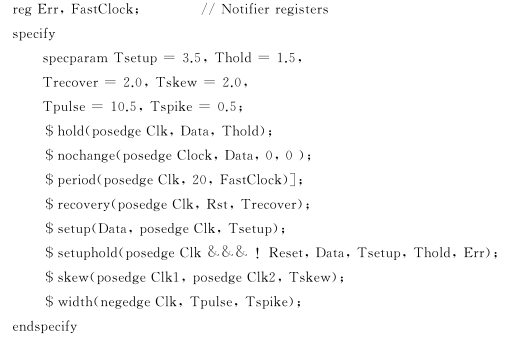 reg Err, FastClock; // Notifier registers
specify
specparam Tsetup = 3.5, Thold = 1.5,
Trecover = 2.0, Tskew = 2.0,
Tpulse = 10.5, Tspike = 0.5;
$ hold(posedge Clk, Data, Thold);
$ nochange(posedge Clock, Data, 0, 0 );
$ period(posedge Clk, 20, FastClock)];
$ recovery(posedge Clk, Rst, Trecover);
$ setup(Data, posedge Clk, Tsetup);
$ setuphold(posedge Clk &&& ! Reset, Data, Tsetup, Thold, Err);
$ skew(posedge Clk1, posedge Clk2, Tskew);
$ width(negedge Clk, Tpulse, Tspike);
endspecify